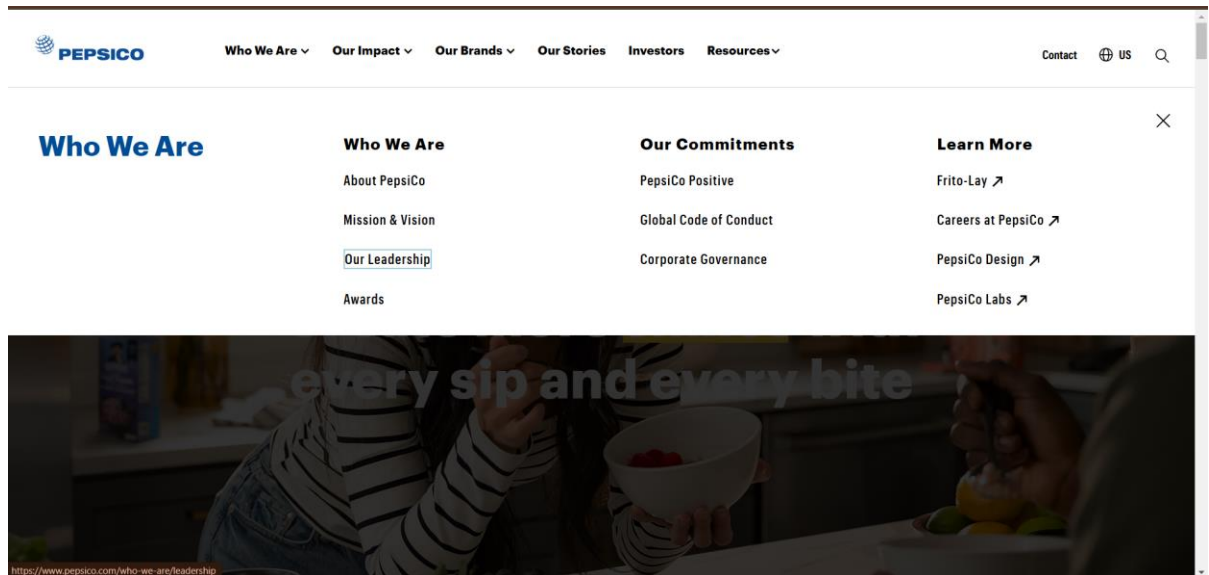 PEPSICO
Who We Are Our Impact Our Brands Our Stories Investors Resources
Contact US
Who We Are
Who We Are
About PepsiCo
Mission & Vision
Our Leadership
Awards
Our Commitments
PepsiCo Positive
Global Code of Conduct
Corporate Governance
Learn More
Frito-Lay
Careers at PepsiCo
PepsiCo Design
PepsiCo Labs
every sip and every bite
https://www.pepsico.com/who-we-are/leadership